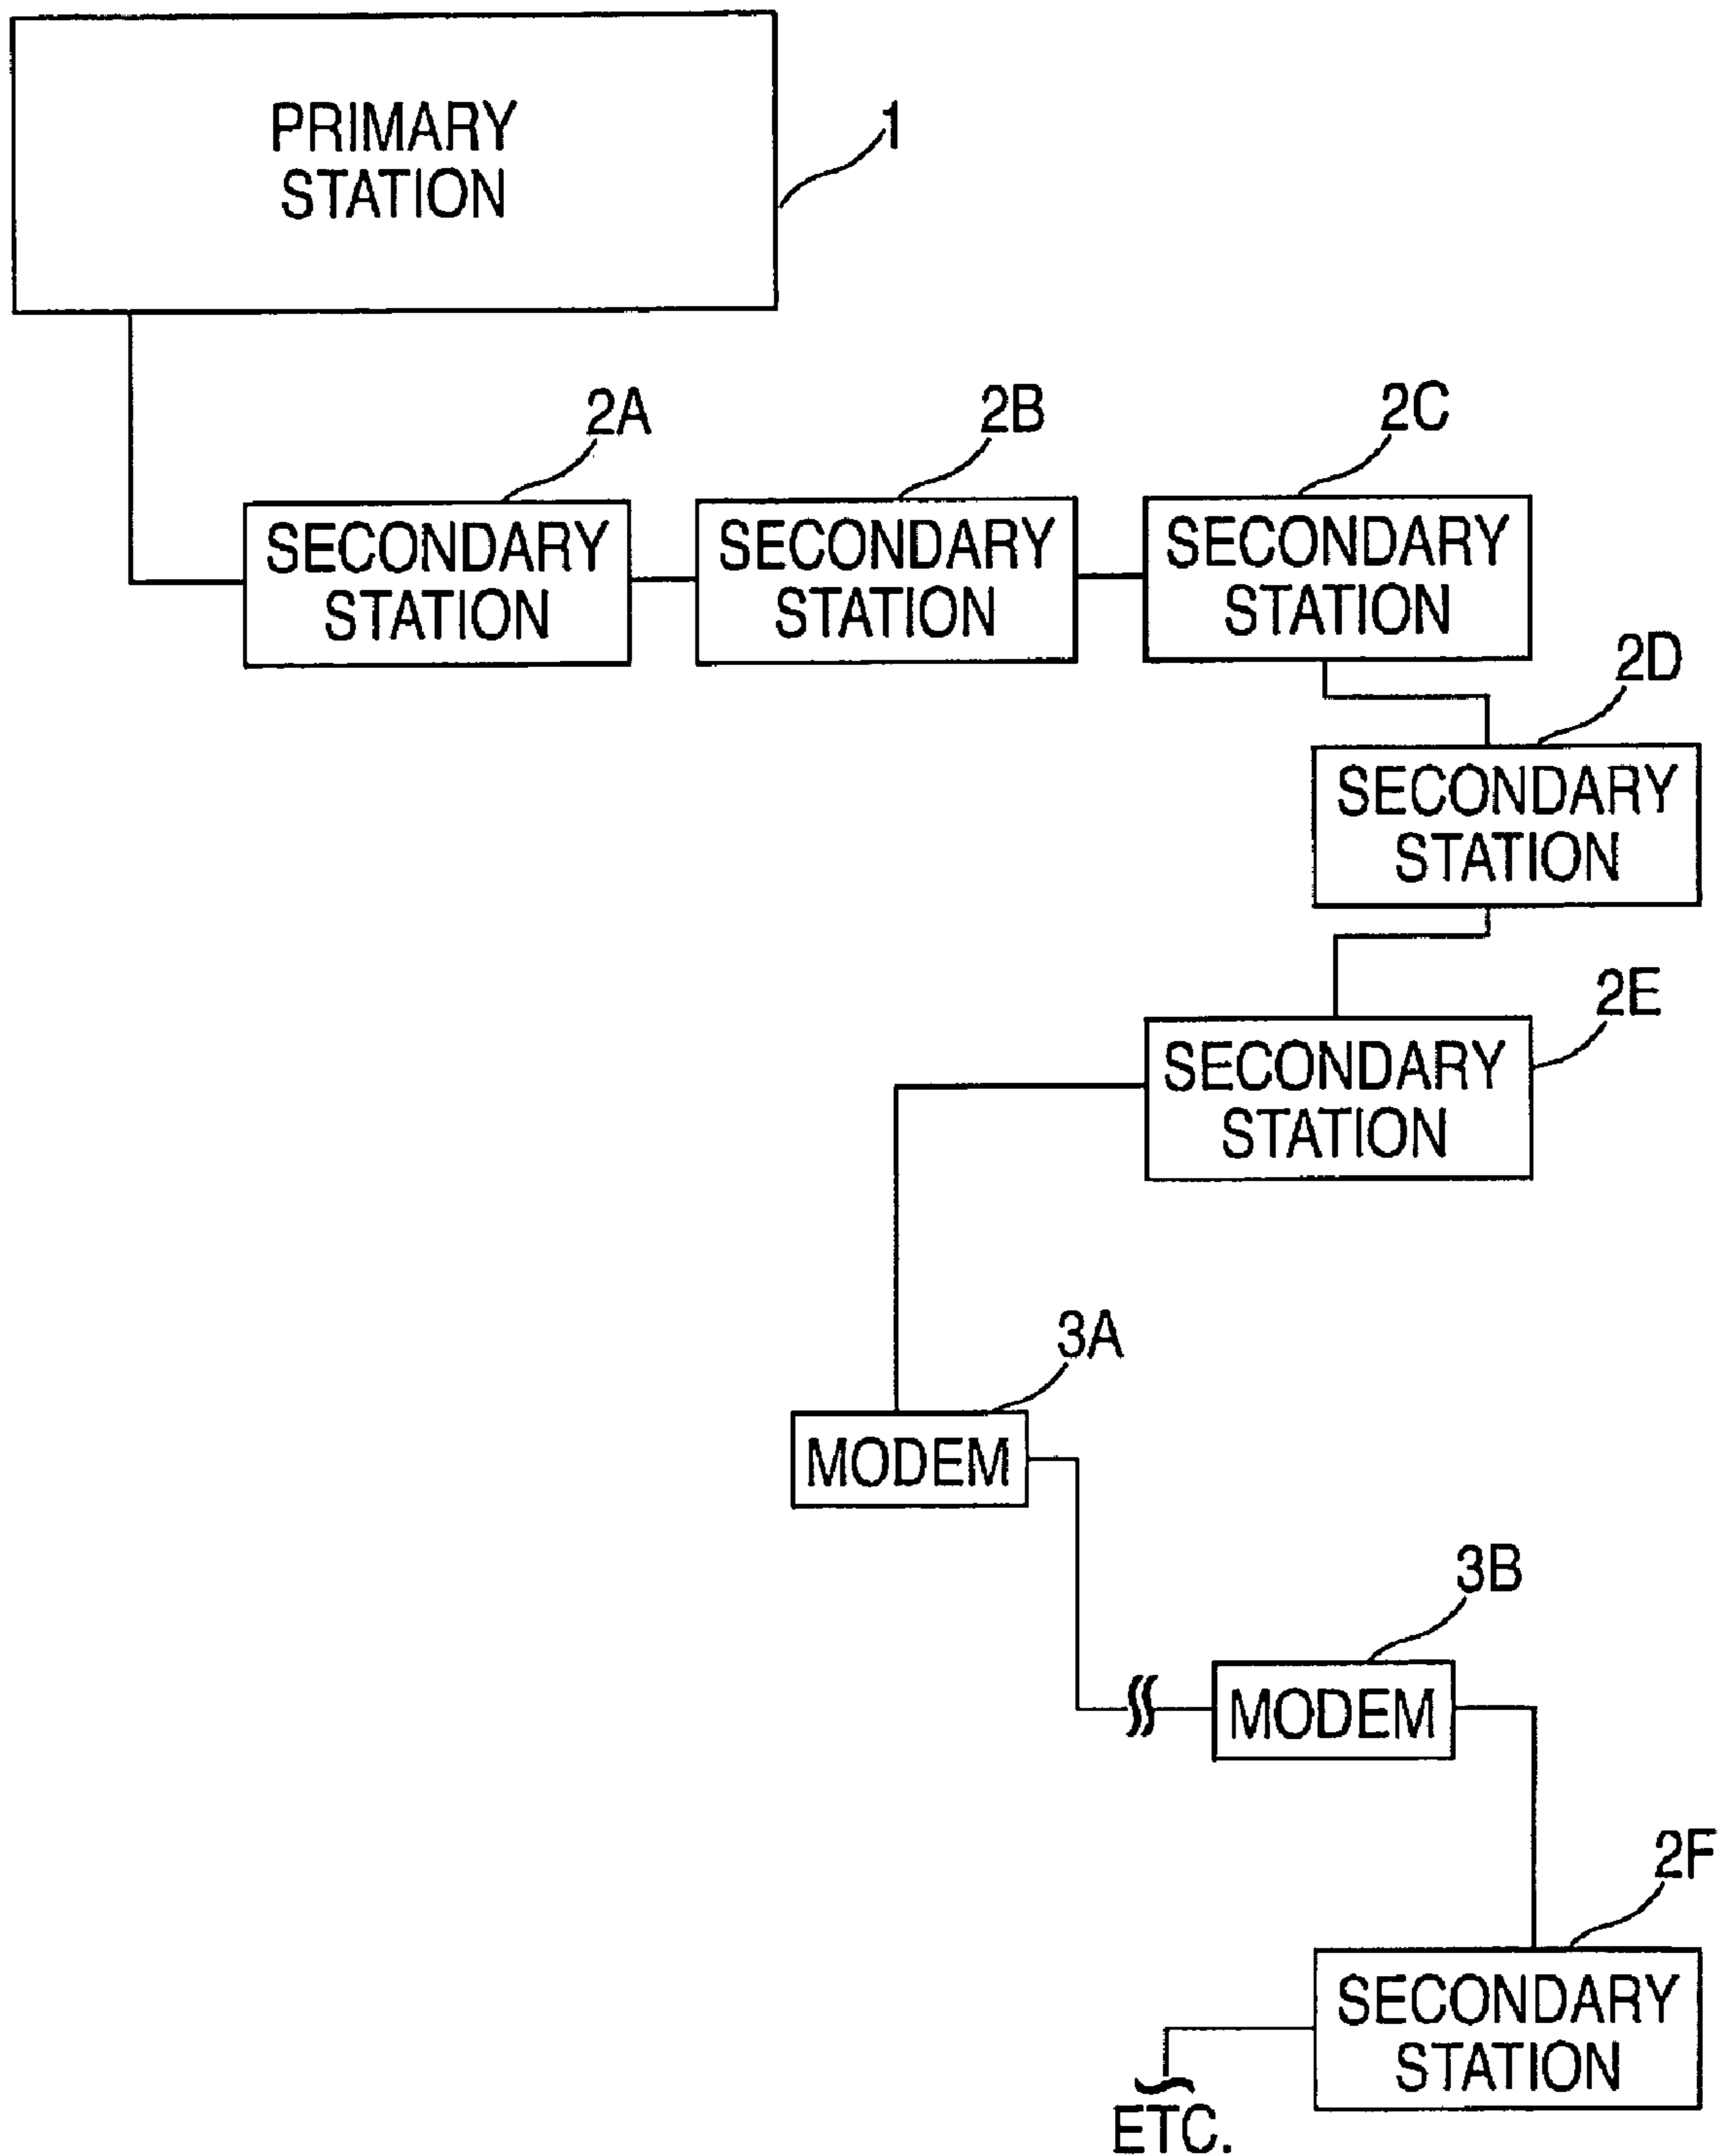 PRIMARY
STATION
1
2A
2B
2C
SECONDARY
STATION
SECONDARY
STATION
SECONDARY
STATION
2D
SECONDARY
STATION
2E
SECONDARY
STATION
3A
MODEM
3B
MODEM
2F
SECONDARY
STATION
ETC.